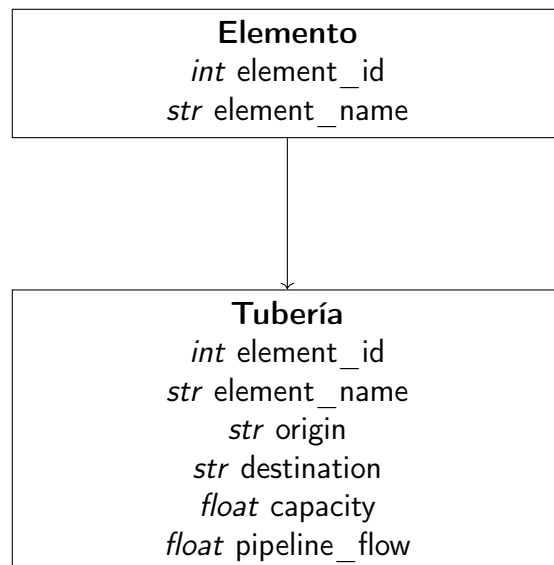 Elemento
int element_id
str element_name
Tubería
int element_id
str element_name
str origin
str destination
float capacity
float pipeline_flow